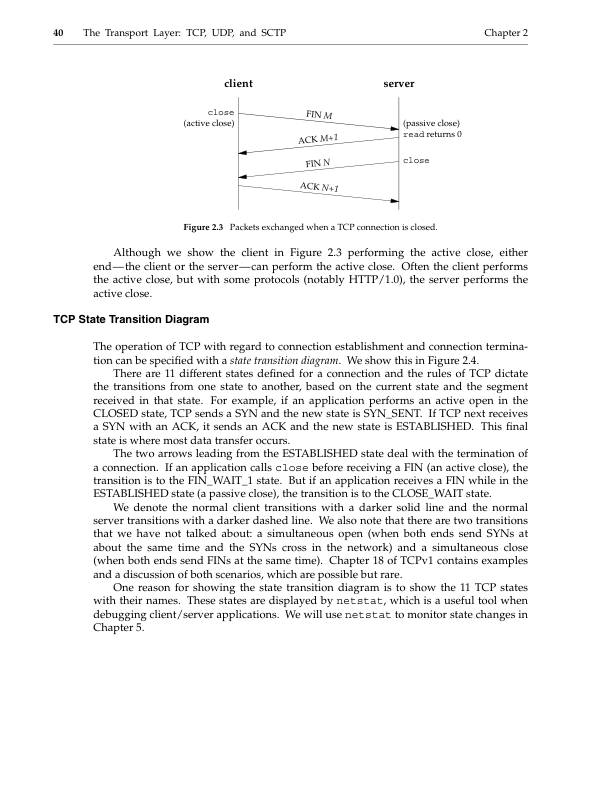 40 The Transport Layer: TCP, UDP, and SCTP Chapter 2
client server
close
(active close)
FIN M
(passive close)
read returns 0
ACK M+1
FIN N
close
ACK N+1
Figure 2.3 Packets exchanged when a TCP connection is closed.
Although we show the client in Figure 2.3 performing the active close, either
end—the client or the server—can perform the active close. Often the client performs
the active close, but with some protocols (notably HTTP/1.0), the server performs the
active close.
TCP State Transition Diagram
The operation of TCP with regard to connection establishment and connection termina-
tion can be specified with a state transition diagram. We show this in Figure 2.4.
There are 11 different states defined for a connection and the rules of TCP dictate
the transitions from one state to another, based on the current state and the segment
received in that state. For example, if an application performs an active open in the
CLOSED state, TCP sends a SYN and the new state is SYN_SENT. If TCP next receives
a SYN with an ACK, it sends an ACK and the new state is ESTABLISHED. This final
state is where most data transfer occurs.
The two arrows leading from the ESTABLISHED state deal with the termination of
a connection. If an application calls close before receiving a FIN (an active close), the
transition is to the FIN_WAIT_1 state. But if an application receives a FIN while in the
ESTABLISHED state (a passive close), the transition is to the CLOSE_WAIT state.
We denote the normal client transitions with a darker solid line and the normal
server transitions with a darker dashed line. We also note that there are two transitions
that we have not talked about: a simultaneous open (when both ends send SYNs at
about the same time and the SYNs cross in the network) and a simultaneous close
(when both ends send FINs at the same time). Chapter 18 of TCPv1 contains examples
and a discussion of both scenarios, which are possible but rare.
One reason for showing the state transition diagram is to show the 11 TCP states
with their names. These states are displayed by netstat, which is a useful tool when
debugging client/server applications. We will use netstat to monitor state changes in
Chapter 5.